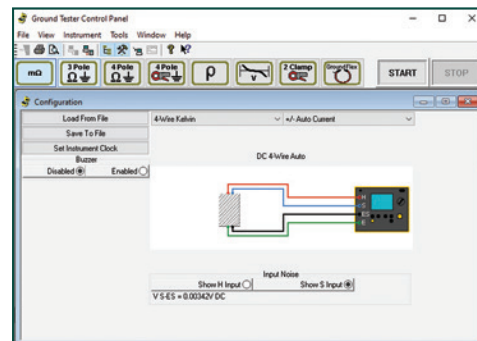 Ground Tester Control Panel
File View Instrument Tools Window Help
mΩ 3 Pole Ω 4 Pole Ω 4 Pole Ω ρ V 2 Clamp Ω GroundFlex START STOP
Configuration
Load From File 4-Wire Kelvin +/- Auto Current
Save To File
Set Instrument Clock
Buzzer
Disabled Enabled
DC 4-Wire Auto
H
S
ES
E
Input Noise
Show H Input Show S Input
V S-ES = 0.00342V DC